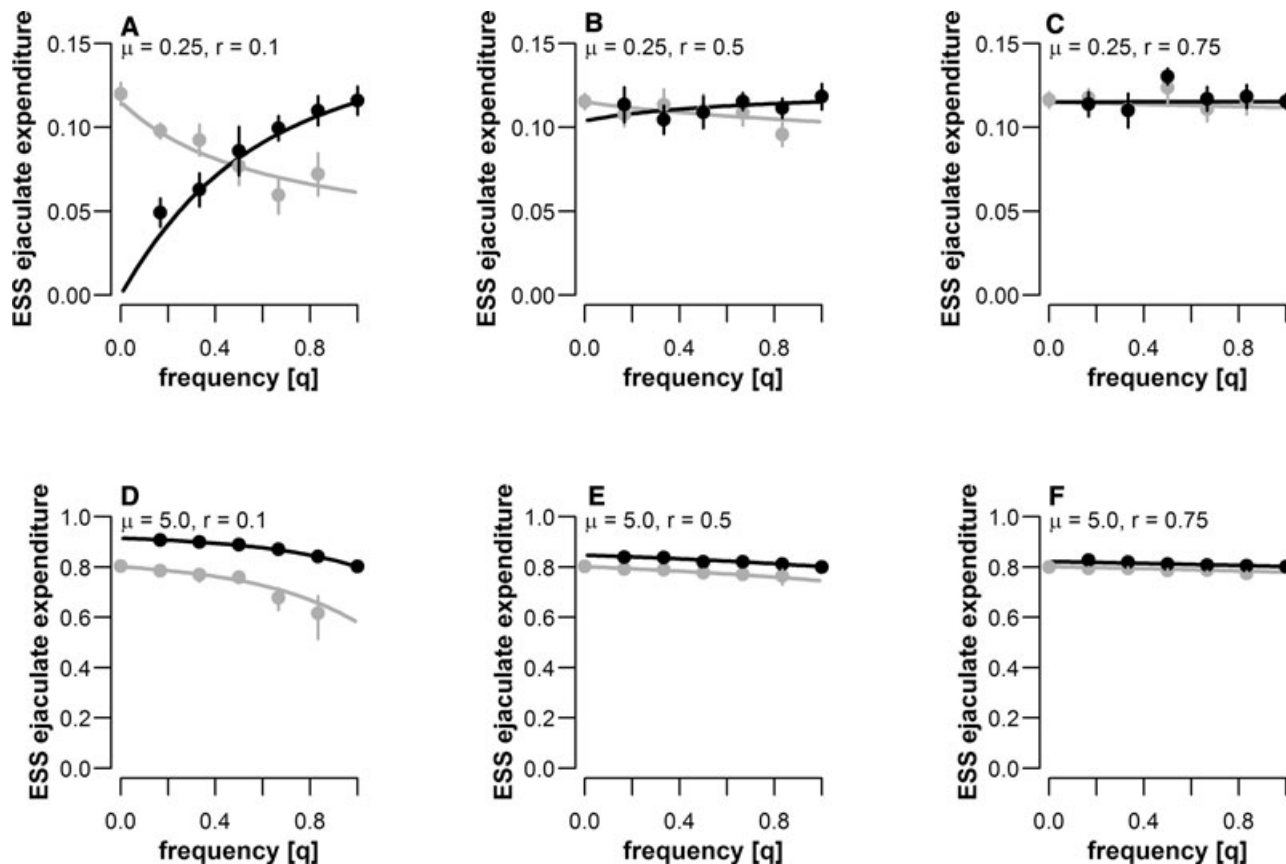 A
μ = 0.25, r = 0.1
ESS ejaculate expenditure
0.15
0.10
0.05
0.00
0.0 0.4 0.8
frequency [q]
B
μ = 0.25, r = 0.5
ESS ejaculate expenditure
0.15
0.10
0.05
0.00
0.0 0.4 0.8
frequency [q]
C
μ = 0.25, r = 0.75
ESS ejaculate expenditure
0.15
0.10
0.05
0.00
0.0 0.4 0.8
frequency [q]
D
μ = 5.0, r = 0.1
ESS ejaculate expenditure
1.0
0.8
0.6
0.4
0.2
0.0
0.0 0.4 0.8
frequency [q]
E
μ = 5.0, r = 0.5
ESS ejaculate expenditure
1.0
0.8
0.6
0.4
0.2
0.0
0.0 0.4 0.8
frequency [q]
F
μ = 5.0, r = 0.75
ESS ejaculate expenditure
1.0
0.8
0.6
0.4
0.2
0.0
0.0 0.4 0.8
frequency [q]